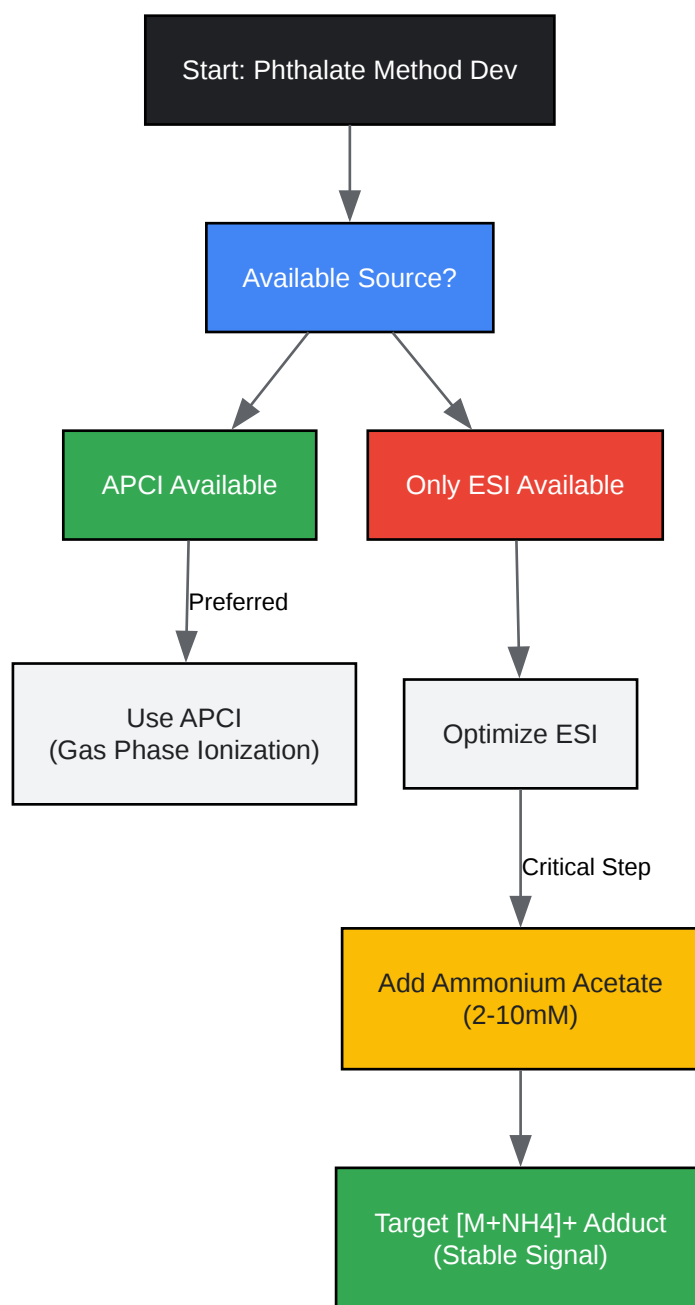 Start: Phthalate Method Dev
Available Source?
APCI Available
Only ESI Available
Preferred
Use APCI
(Gas Phase Ionization)
Optimize ESI
Critical Step
Add Ammonium Acetate
(2-10mM)
Target [M+NH4]+ Adduct
(Stable Signal)